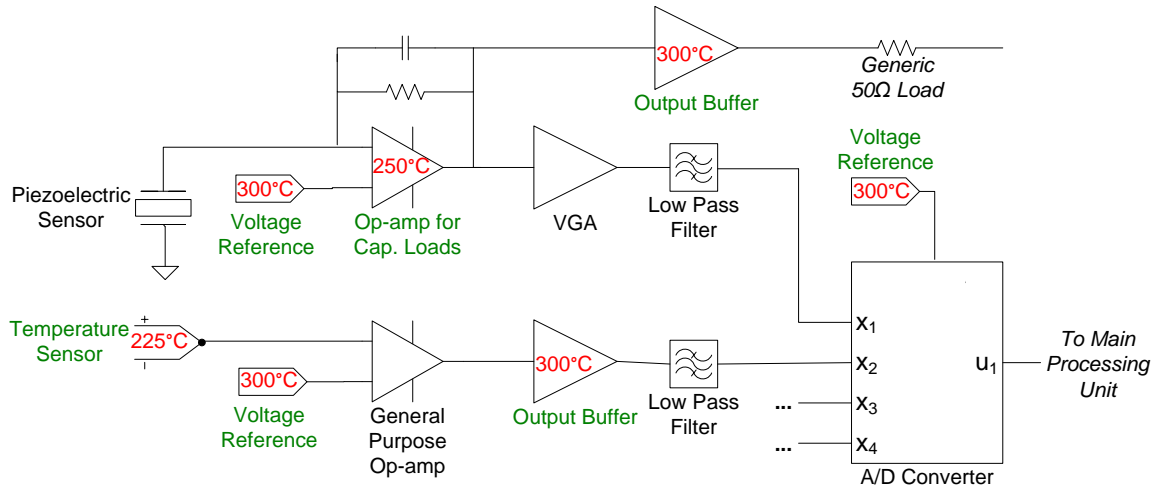 300°C
Output Buffer
Generic
50Ω Load
Piezoelectric
Sensor
300°C
Voltage
Reference
250°C
Op-amp for
Cap. Loads
VGA
Low Pass
Filter
Voltage
Reference
300°C
Temperature
Sensor
+
225°C
–
300°C
Voltage
Reference
General
Purpose
Op-amp
300°C
Output Buffer
Low Pass
Filter
...
...
x1
x2
x3
x4
u1
A/D Converter
To Main
Processing
Unit